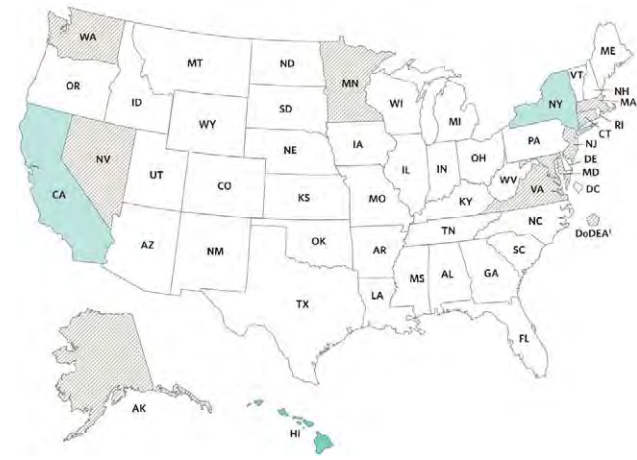 WA
MT
ND
MN
ME
VT
NH
MA
OR
ID
SD
WI
NY
WY
MI
RI
CT
NV
NE
IA
PA
NJ
CA
UT
CO
IL
IN
OH
DE
MD
WV
VA
DC
KS
MO
KY
DoDEA¹
AZ
NM
OK
AR
TN
NC
SC
TX
LA
MS
AL
GA
FL
AK
HI